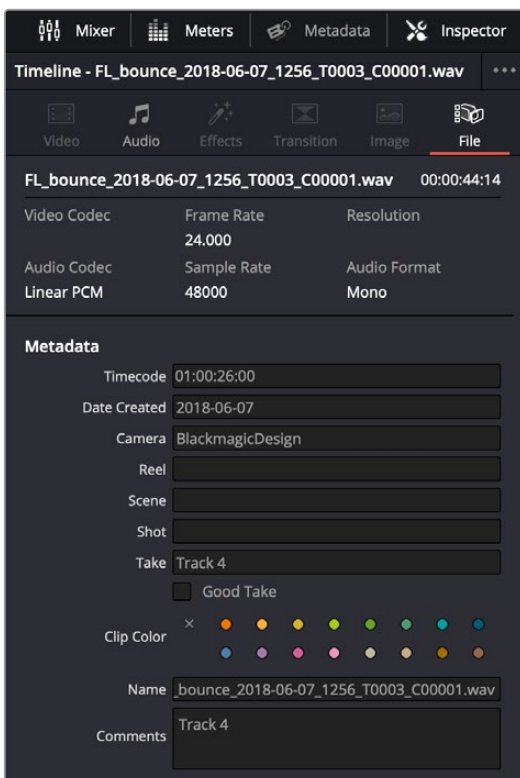 Mixer Meters Metadata Inspector
Timeline - FL_bounce_2018-06-07_1256_T0003_C00001.wav
Video Audio Effects Transition Image File
FL_bounce_2018-06-07_1256_T0003_C00001.wav 00:00:44:14
Video Codec Frame Rate Resolution
24.000
Audio Codec Sample Rate Audio Format
Linear PCM 48000 Mono
Metadata
Timecode 01:00:26:00
Date Created 2018-06-07
Camera BlackmagicDesign
Reel
Scene
Shot
Take Track 4
Good Take
Clip Color
Name _bounce_2018-06-07_1256_T0003_C00001.wav
Comments Track 4